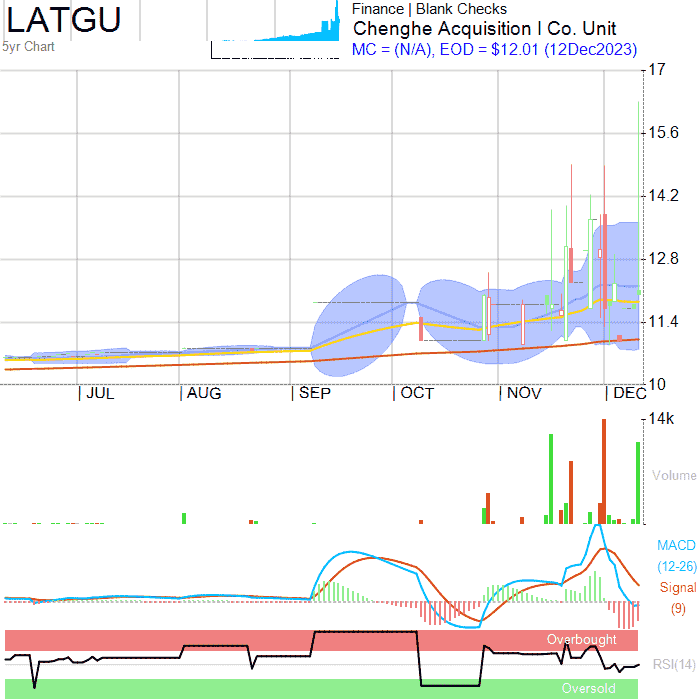 LATGU
5yr Chart
Finance | Blank Checks
Chenghe Acquisition I Co. Unit
MC = (N/A), EOD = $12.01 (12Dec2023)
17
15.6
14.2
12.8
11.4
10
| JUL | AUG | SEP | OCT | NOV | DEC
14k
Volume
MACD
(12-26)
Signal
(9)
Overbought
RSI(14)
Oversold